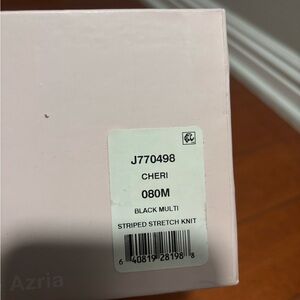 J770498
CHERI
080M
BLACK MULTI
STRIPED STRETCH KNIT
6 40819 28198 8
Azria